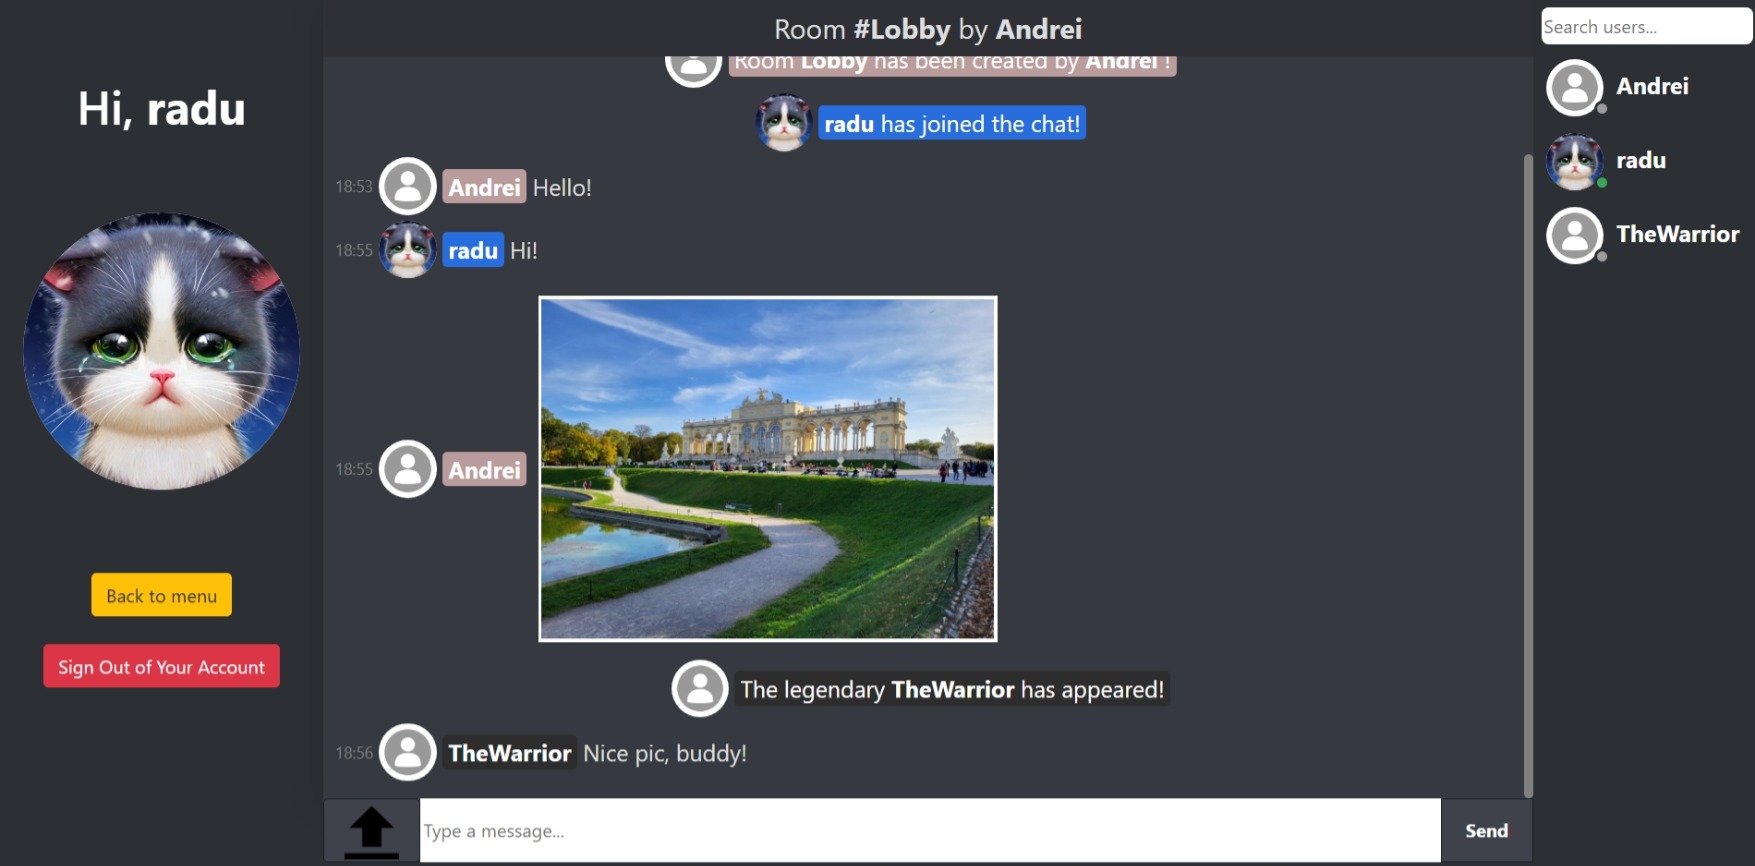 Hi, radu
Back to menu
Sign Out of Your Account
Room #Lobby by Andrei
Room Lobby has been created by Andrei !
radu has joined the chat!
18:53 Andrei Hello!
18:55 radu Hi!
18:55 Andrei
The legendary TheWarrior has appeared!
18:56 TheWarrior Nice pic, buddy!
Type a message...
Send
Search users...
Andrei
radu
TheWarrior